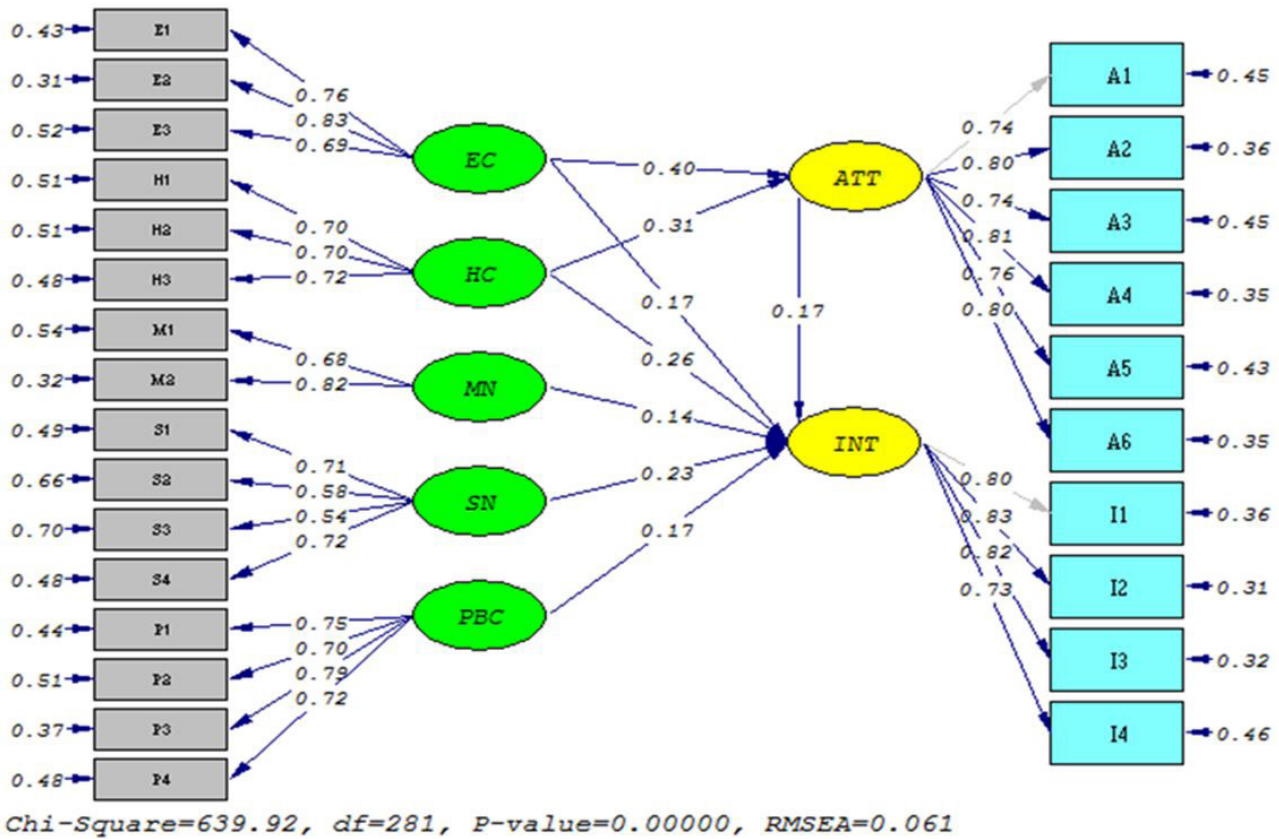 0.43 E1
0.31 E2
0.52 E3
0.51 H1
0.51 H2
0.48 H3
0.54 M1
0.32 M2
0.49 S1
0.66 S2
0.70 S3
0.48 S4
0.44 P1
0.51 P2
0.37 P3
0.48 P4
0.76
0.83
0.69
0.70
0.70
0.72
0.68
0.82
0.71
0.58
0.54
0.72
0.75
0.70
0.79
0.72
EC
HC
MN
SN
PBC
0.40
0.31
0.17
0.26
0.14
0.23
0.17
ATT
0.17
INT
0.74
0.80
0.74
0.81
0.76
0.80
0.80
0.83
0.82
0.73
A1 0.45
A2 0.36
A3 0.45
A4 0.35
A5 0.43
A6 0.35
I1 0.36
I2 0.31
I3 0.32
I4 0.46
Chi-Square=639.92, df=281, P-value=0.00000, RMSEA=0.061